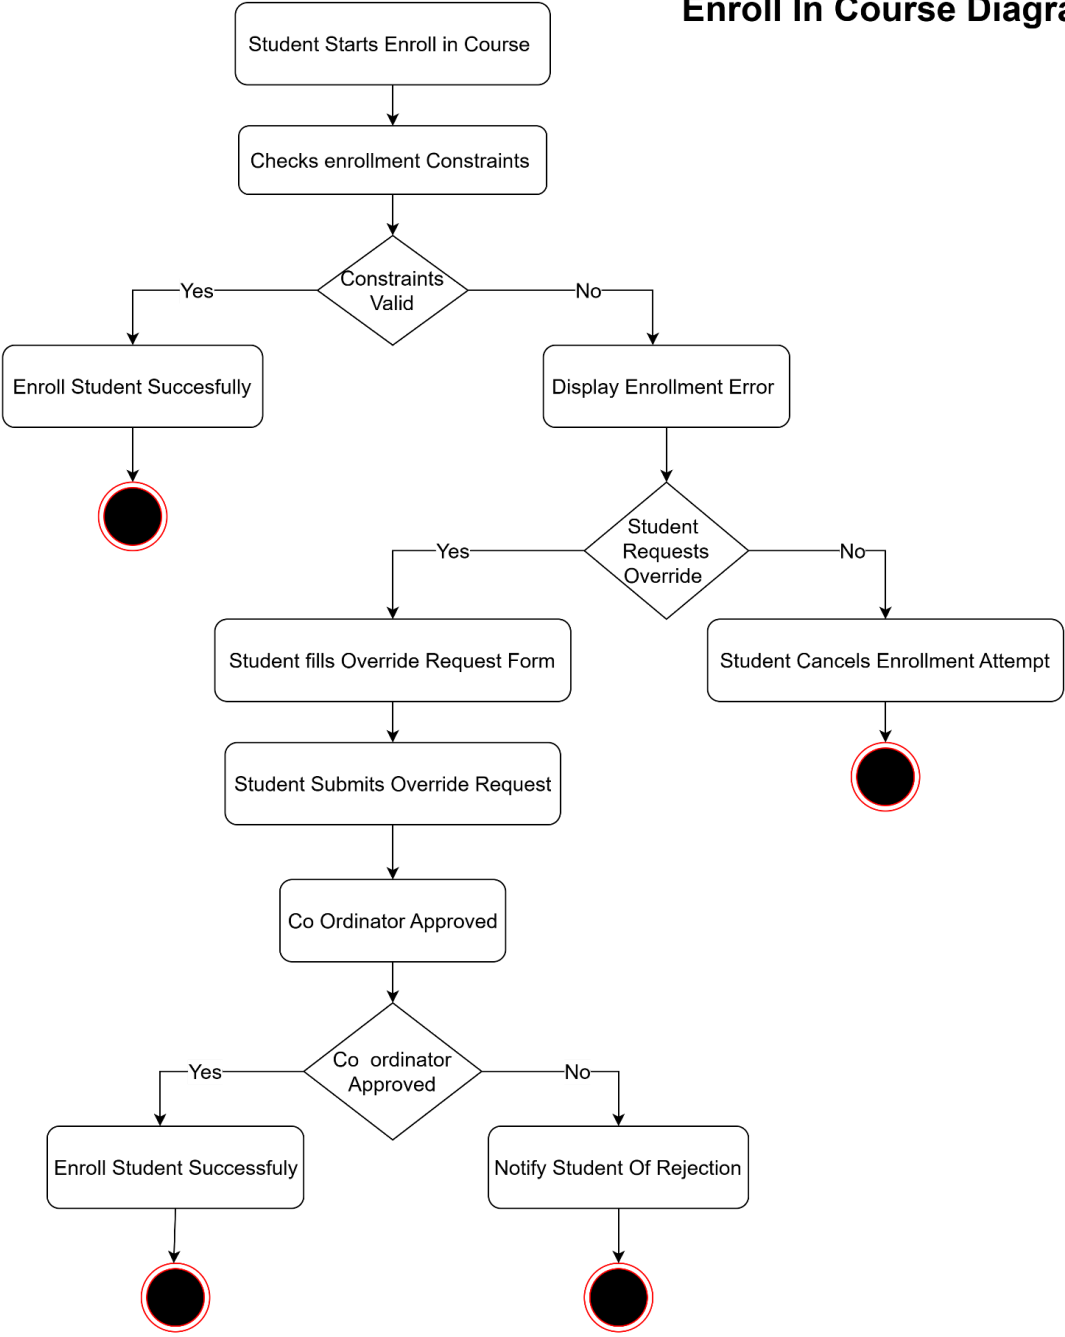 Enroll In Course Diagra
Student Starts Enroll in Course
Checks enrollment Constraints
Constraints
Valid
Yes
No
Enroll Student Succesfully
Display Enrollment Error
Student
Requests
Override
Yes
No
Student fills Override Request Form
Student Cancels Enrollment Attempt
Student Submits Override Request
Co Ordinator Approved
Co ordinator
Approved
Yes
No
Enroll Student Successfuly
Notify Student Of Rejection